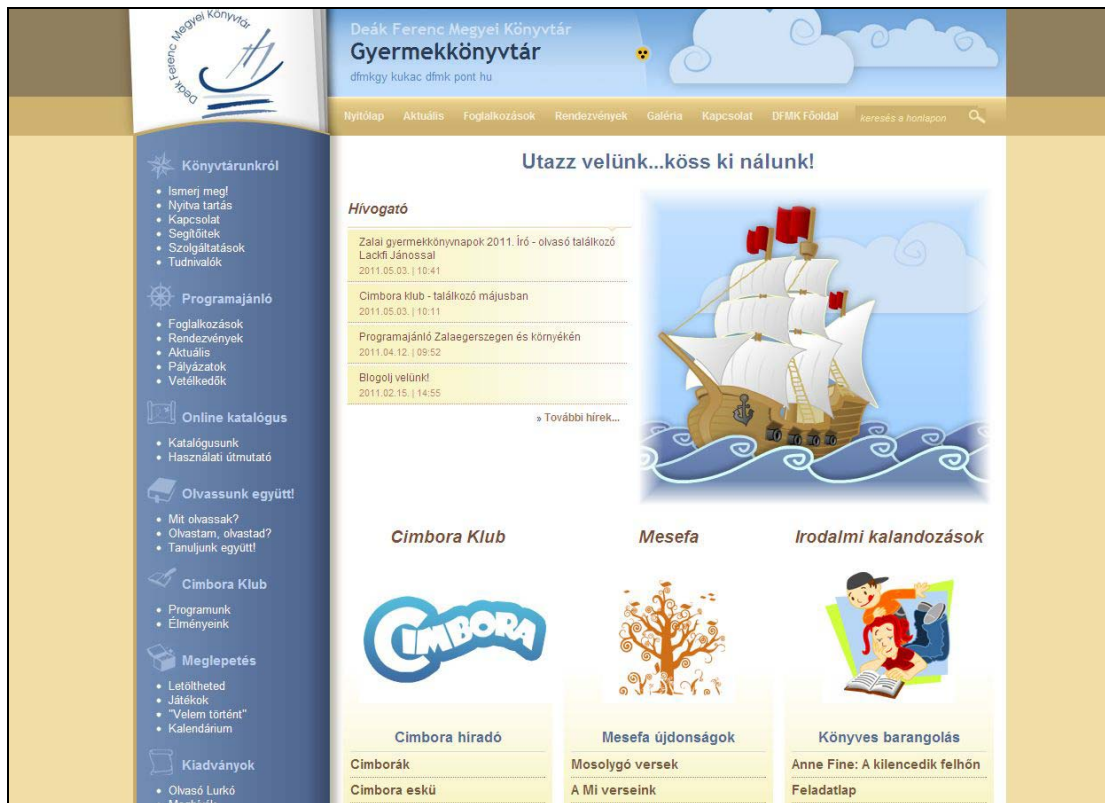 Deák Ferenc Megyei Könyvtár
Deák Ferenc Megyei Könyvtár
Gyermekkönyvtár
dfmkgy kukac dfmk pont hu
Nyitólap Aktuális Foglalkozások Rendezvények Galéria Kapcsolat DFMK Főoldal keresés a honlapon
Könyvtárunkról
• Ismerj meg!
• Nyitva tartás
• Kapcsolat
• Segítőitek
• Szolgáltatások
• Tudnivalók
Programajánló
• Foglalkozások
• Rendezvények
• Aktuális
• Pályázatok
• Vetélkedők
Online katalógus
• Katalógusunk
• Használati útmutató
Olvassunk együtt!
• Mit olvassak?
• Olvastam, olvastad?
• Tanuljunk együtt!
Cimbora Klub
• Programunk
• Élményeink
Meglepetés
• Letöltheted
• Játékok
• "Velem történt"
• Kalendárium
Kiadványok
• Olvasó Lurkó
Utazz velünk...köss ki nálunk!
Hívogató
Zalai gyermekkönyvnapok 2011. Író - olvasó találkozó
Lackfi Jánossal
2011.05.03. | 10:41
Cimbora klub - találkozó májusban
2011.05.03. | 10:11
Programajánló Zalaegerszegen és környékén
2011.04.12. | 09:52
Blogolj velünk!
2011.02.15. | 14:55
» További hírek...
Cimbora Klub
CIMBORA
Cimbora híradó
Cimborák
Cimbora eskü
Mesefa
Mesefa újdonságok
Mosolygó versek
A Mi verseink
Irodalmi kalandozások
Könyves barangolás
Anne Fine: A kilencedik felhőn
Feladatlap